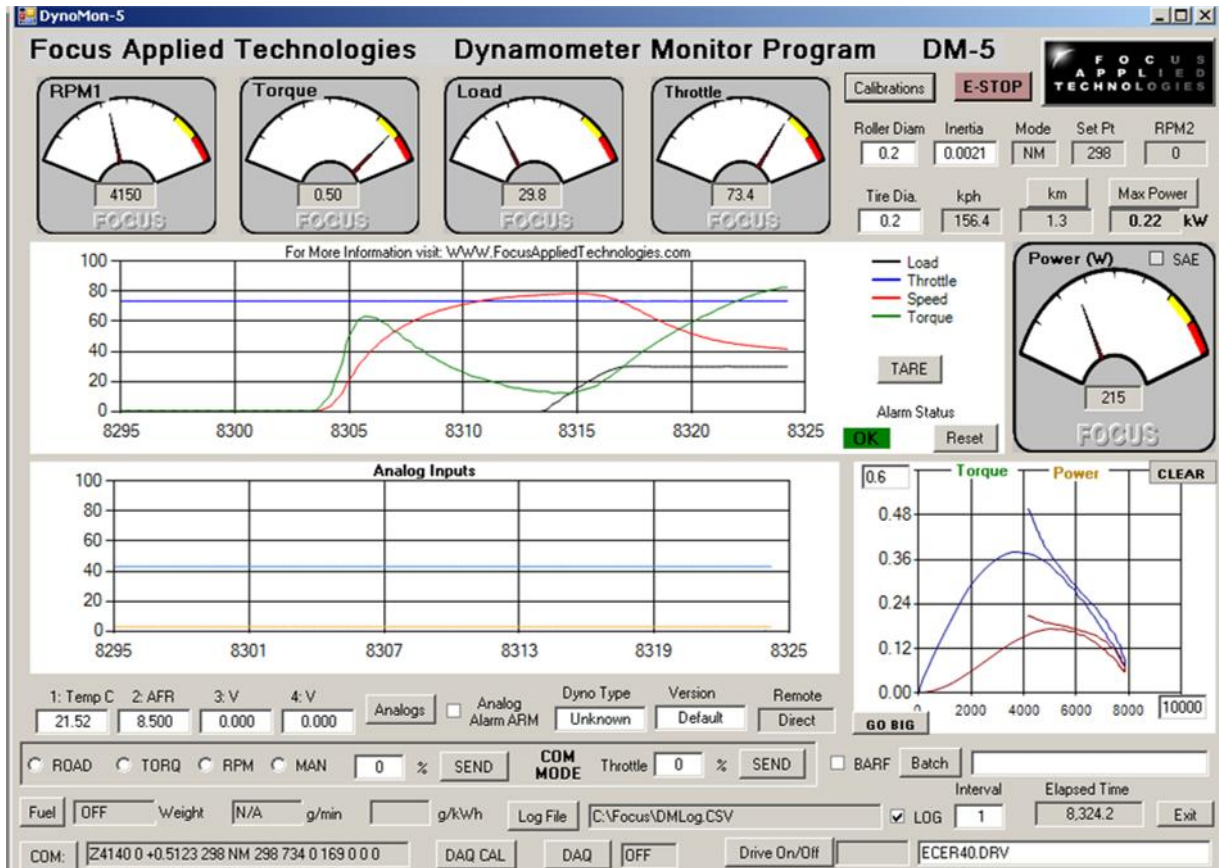 DynoMon-5
Focus Applied Technologies Dynamometer Monitor Program DM-5
FOCUS APPLIED TECHNOLOGIES
RPM1 Torque Load Throttle
4150 0.50 29.8 73.4
FOCUS FOCUS FOCUS FOCUS
Calibrations E-STOP
Roller Diam Inertia Mode Set Pt RPM2
0.2 0.0021 NM 298 0
Tire Dia. kph km Max Power
0.2 156.4 1.3 0.22 kW
For More Information visit: WWW.FocusAppliedTechnologies.com
100
80
60
40
20
0
8295 8300 8305 8310 8315 8320 8325
Load
Throttle
Speed
Torque
TARE
Alarm Status
OK Reset
Power (W) SAE
215
FOCUS
Analog Inputs
100
80
60
40
20
0
8295 8301 8307 8313 8319 8325
0.6 Torque Power CLEAR
0.48
0.36
0.24
0.12
0.00
0 2000 4000 6000 8000 10000
GO BIG
1: Temp C 2: AFR 3: V 4: V
21.52 8.500 0.000 0.000
Analogs Analog Alarm ARM
Dyno Type Version Remote
Unknown Default Direct
ROAD TORQ RPM MAN 0 % SEND COM MODE Throttle 0 % SEND BARF Batch
Interval Elapsed Time
Fuel OFF Weight N/A g/min g/kWh Log File C:\Focus\DMLog.CSV LOG 1 8,324.2 Exit
COM: Z4140 0 +0.5123 298 NM 298 734 0 169 0 0 0 DAQ CAL DAQ OFF Drive On/Off ECER40.DRV